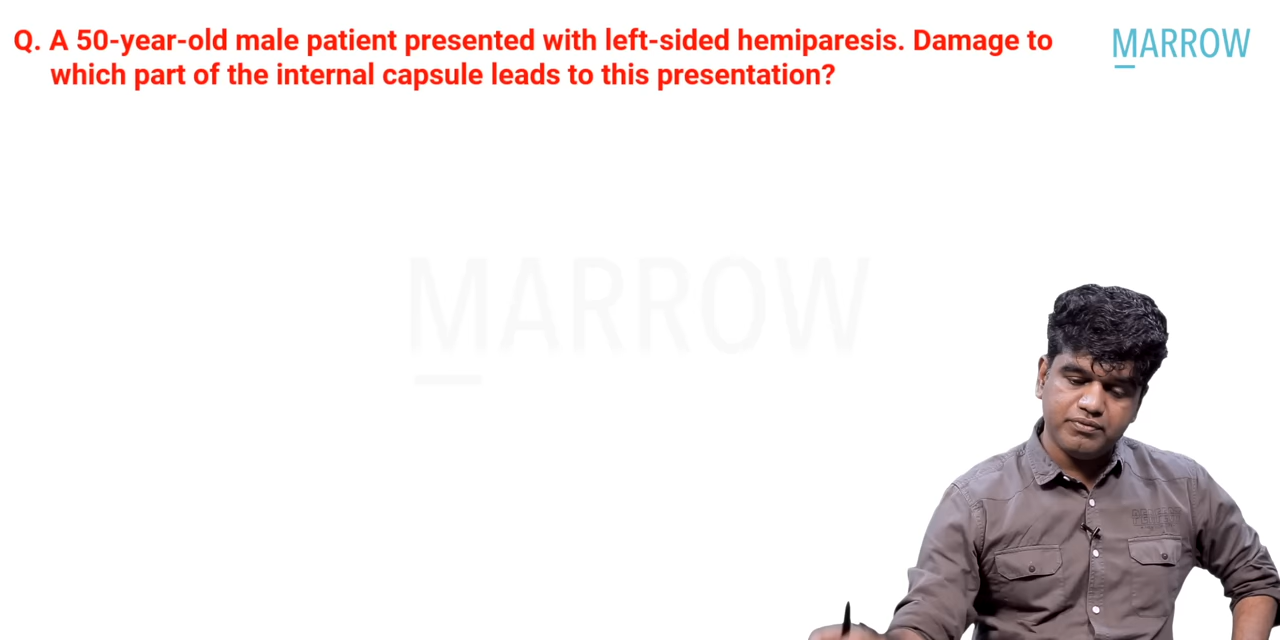 Q. A 50-year-old male patient presented with left-sided hemiparesis. Damage to
which part of the internal capsule leads to this presentation?
MARROW
MARROW